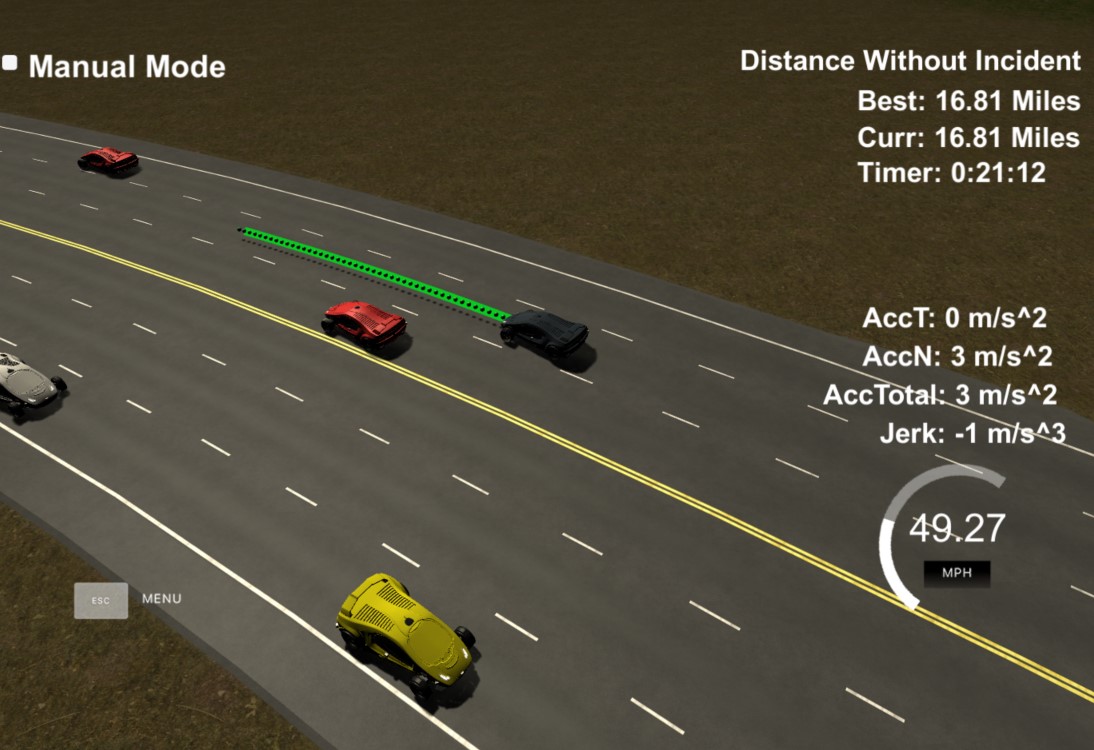 Manual Mode
Distance Without Incident
Best: 16.81 Miles
Curr: 16.81 Miles
Timer: 0:21:12
AccT: 0 m/s^2
AccN: 3 m/s^2
AccTotal: 3 m/s^2
Jerk: -1 m/s^3
49.27
MPH
ESC MENU